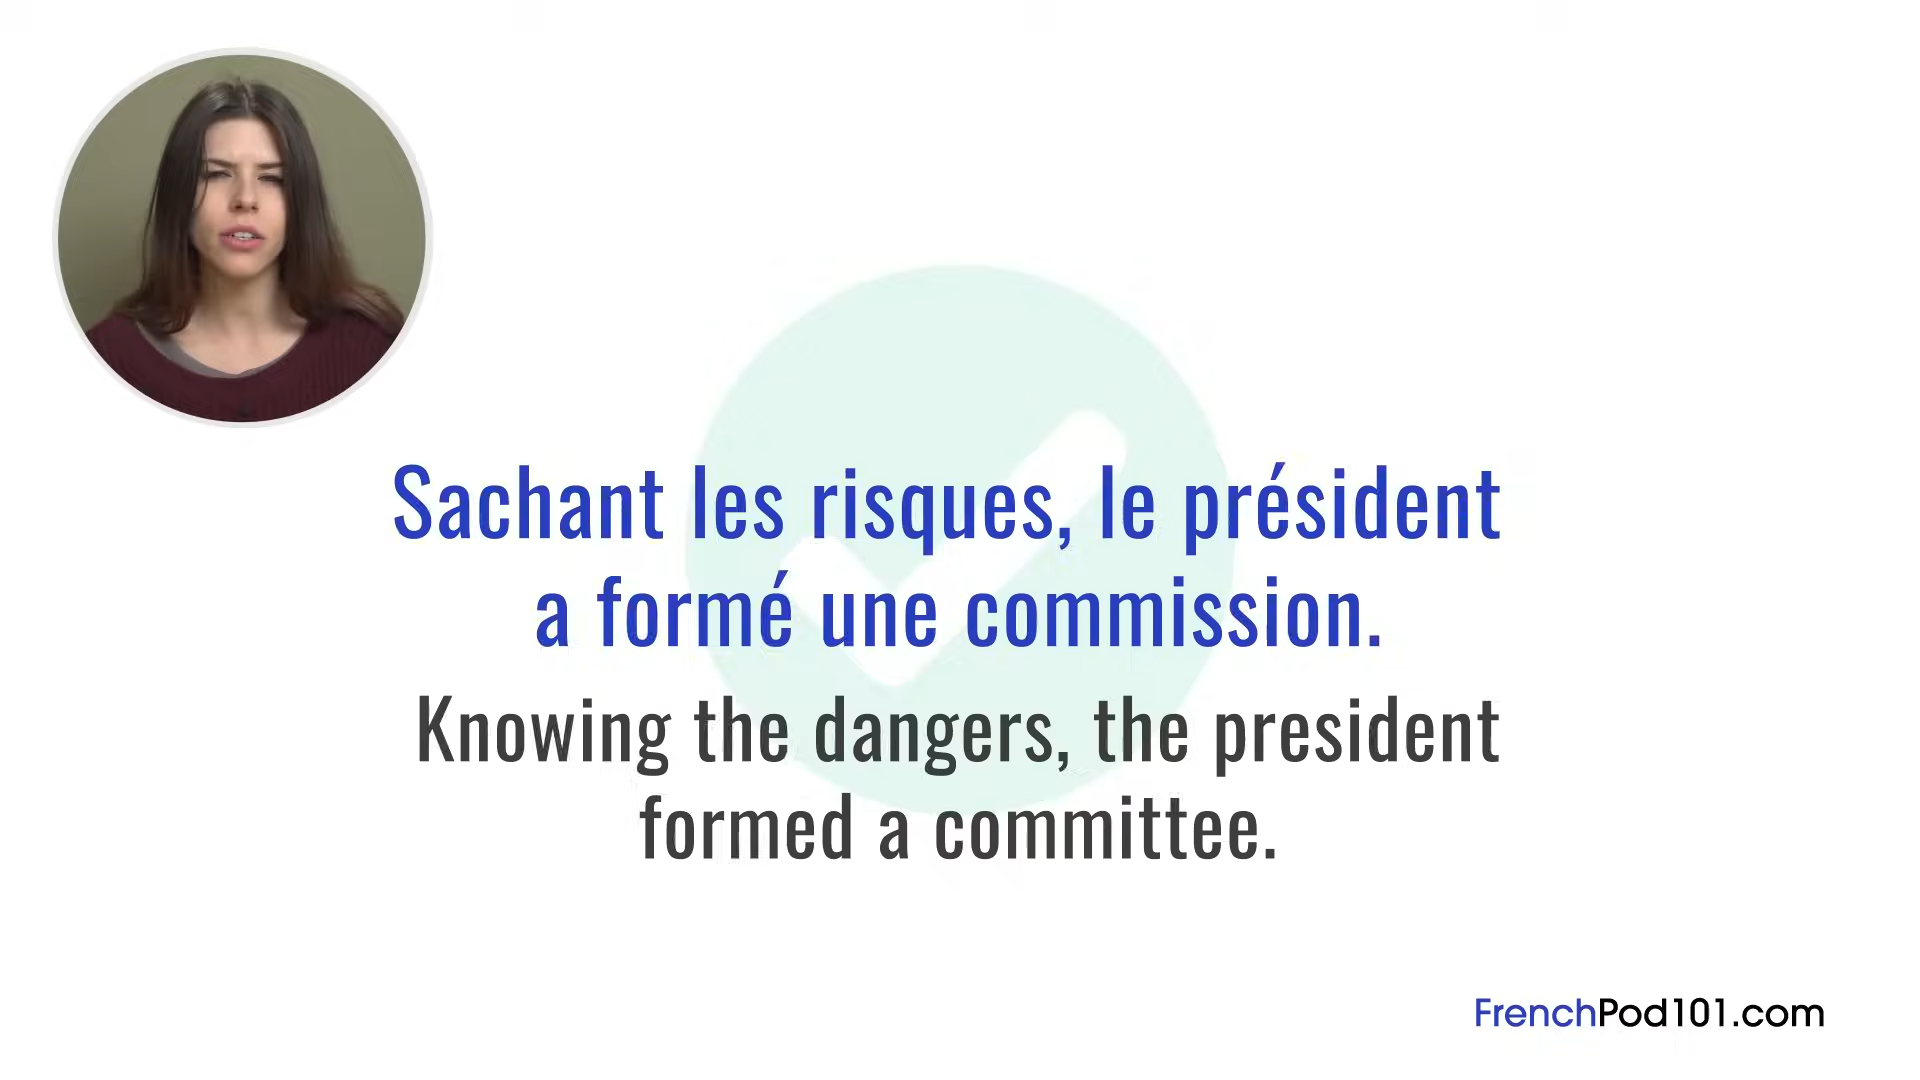 Sachant les risques, le président
a formé une commission.
Knowing the dangers, the president
formed a committee.
FrenchPod101.com